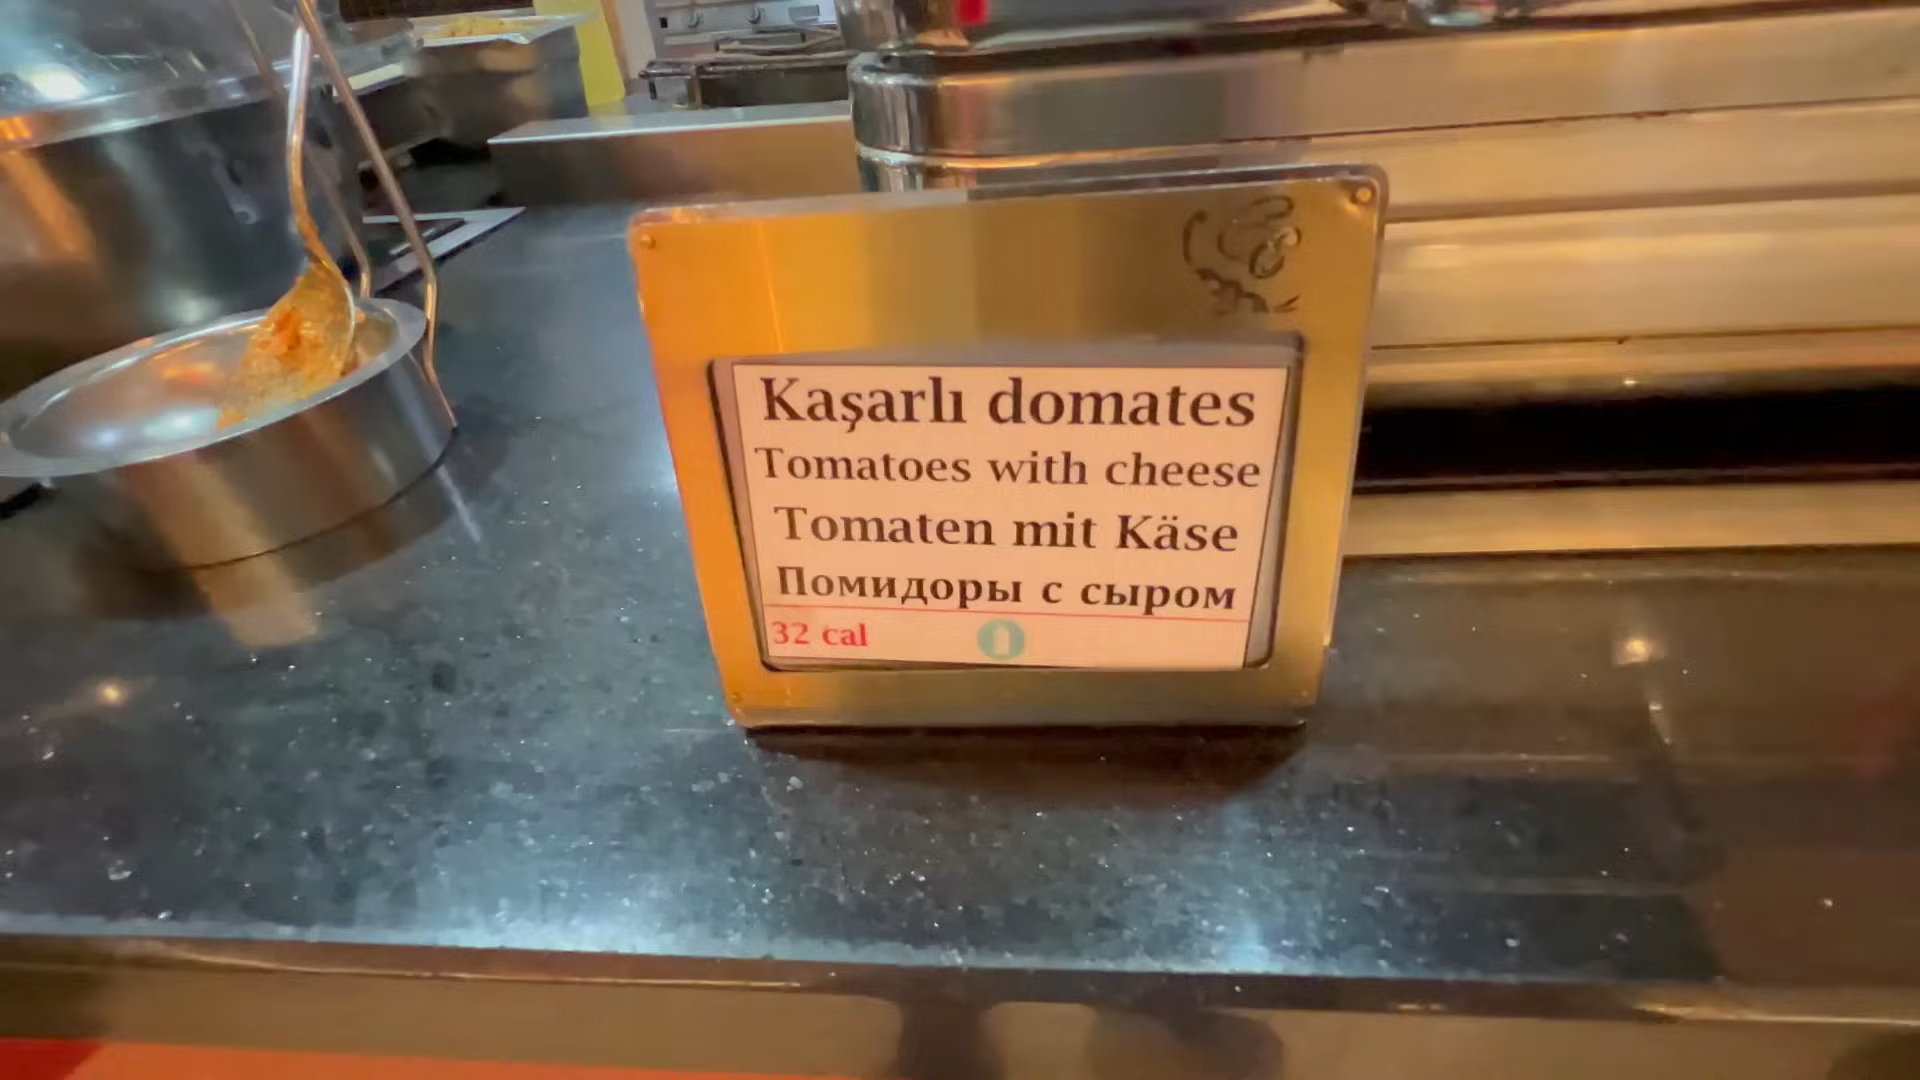 Kaşarlı domates
Tomatoes with cheese
Tomaten mit Käse
Помидоры с сыром
32 cal